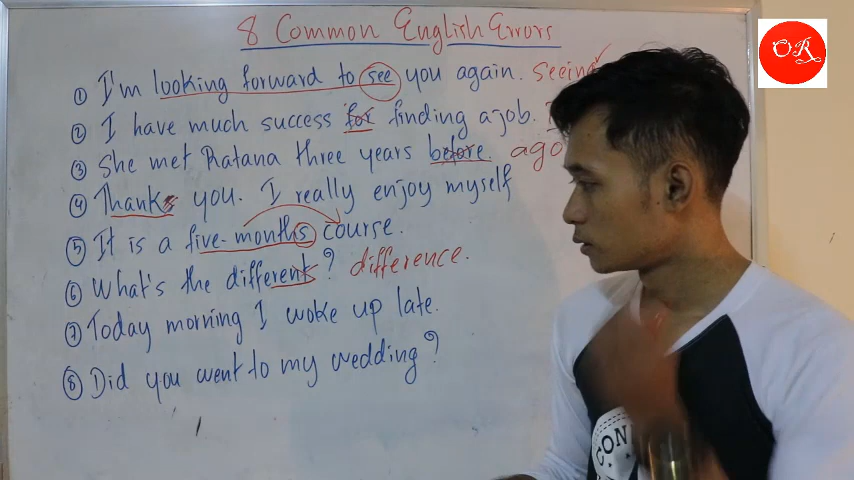 8 Common English Errors
① I'm looking forward to see you again. seeing
② I have much success for finding a job.
③ She met Ratana three years before. ago
④ Thanks you. I really enjoy myself
⑤ It is a five-months course.
⑥ What's the different? difference.
⑦ Today morning I woke up late.
⑧ Did you went to my wedding?
OR
CON